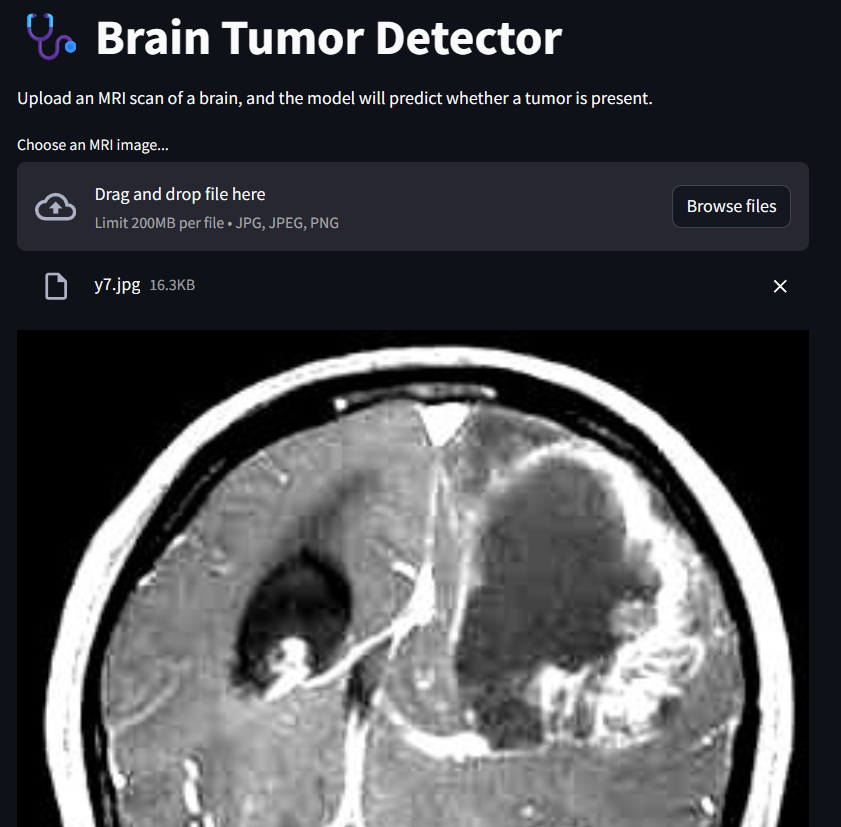 Brain Tumor Detector
Upload an MRI scan of a brain, and the model will predict whether a tumor is present.
Choose an MRI image...
Drag and drop file here
Limit 200MB per file • JPG, JPEG, PNG
Browse files
y7.jpg 16.3KB